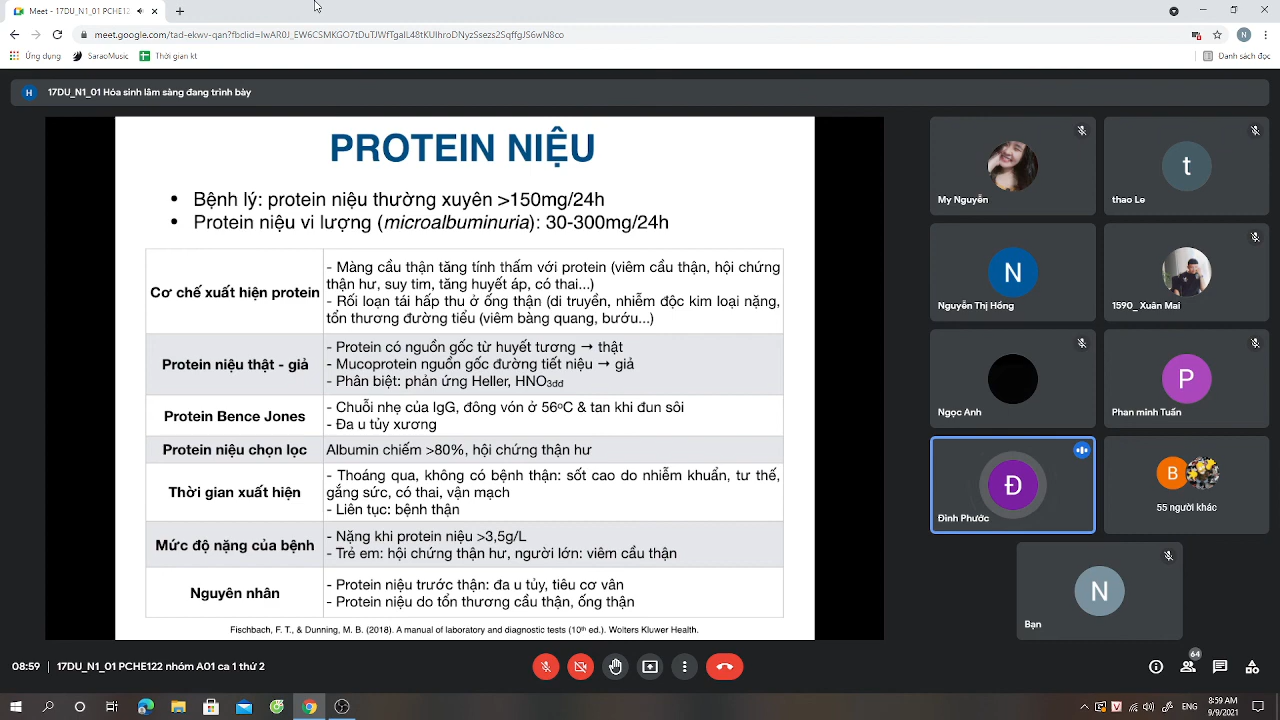 Meet - 17DU_N1_01 PCHE12
meet.google.com/tad-ekwv-qan?fbclid=IwAR0J_EW6CSMKGO7tDuTJWfTgalL48tKUIhroDNyzSsezs2SqffgJS6wN8co
N
Ứng dụng
SaraoMusic
Thời gian kt
Danh sách đọc
H
17DU_N1_01 Hóa sinh lâm sàng đang trình bày
PROTEIN NIỆU
• Bệnh lý: protein niệu thường xuyên >150mg/24h
• Protein niệu vi lượng (microalbuminuria): 30-300mg/24h
Cơ chế xuất hiện protein
- Màng cầu thận tăng tính thấm với protein (viêm cầu thận, hội chứng
thận hư, suy tim, tăng huyết áp, có thai...)
- Rối loạn tái hấp thu ở ống thận (di truyền, nhiễm độc kim loại nặng,
tổn thương đường tiểu (viêm bàng quang, bướu...)
Protein niệu thật - giả
- Protein có nguồn gốc từ huyết tương → thật
- Mucoprotein nguồn gốc đường tiết niệu → giả
- Phân biệt: phản ứng Heller, HNO3dd
Protein Bence Jones
- Chuỗi nhẹ của IgG, đông vón ở 56ºC & tan khi đun sôi
- Đa u tủy xương
Protein niệu chọn lọc
Albumin chiếm >80%, hội chứng thận hư
Thời gian xuất hiện
- Thoáng qua, không có bệnh thận: sốt cao do nhiễm khuẩn, tư thế,
gắng sức, có thai, vận mạch
- Liên tục: bệnh thận
Mức độ nặng của bệnh
- Nặng khi protein niệu >3,5g/L
- Trẻ em: hội chứng thận hư, người lớn: viêm cầu thận
Nguyên nhân
- Protein niệu trước thận: đa u tủy, tiêu cơ vân
- Protein niệu do tổn thương cầu thận, ống thận
Fischbach, F. T., & Dunning, M. B. (2018). A manual of laboratory and diagnostic tests (10th ed.). Wolters Kluwer Health.
My Nguyễn
t
thao Le
N
Nguyễn Thị Hồng
1590_ Xuân Mai
Ngọc Anh
P
Phan minh Tuấn
Đ
Đình Phước
B
55 người khác
N
Bạn
08:59 | 17DU_N1_01 PCHE122 nhóm A01 ca 1 thứ 2
64
8:59 AM
9/9/2021